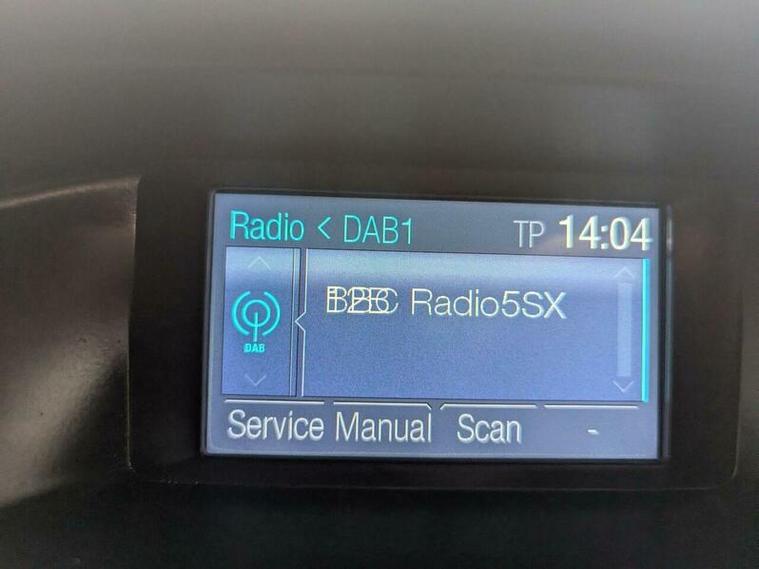 Radio < DAB1 TP 14:04
DAB
Radio5SX
Service Manual Scan -